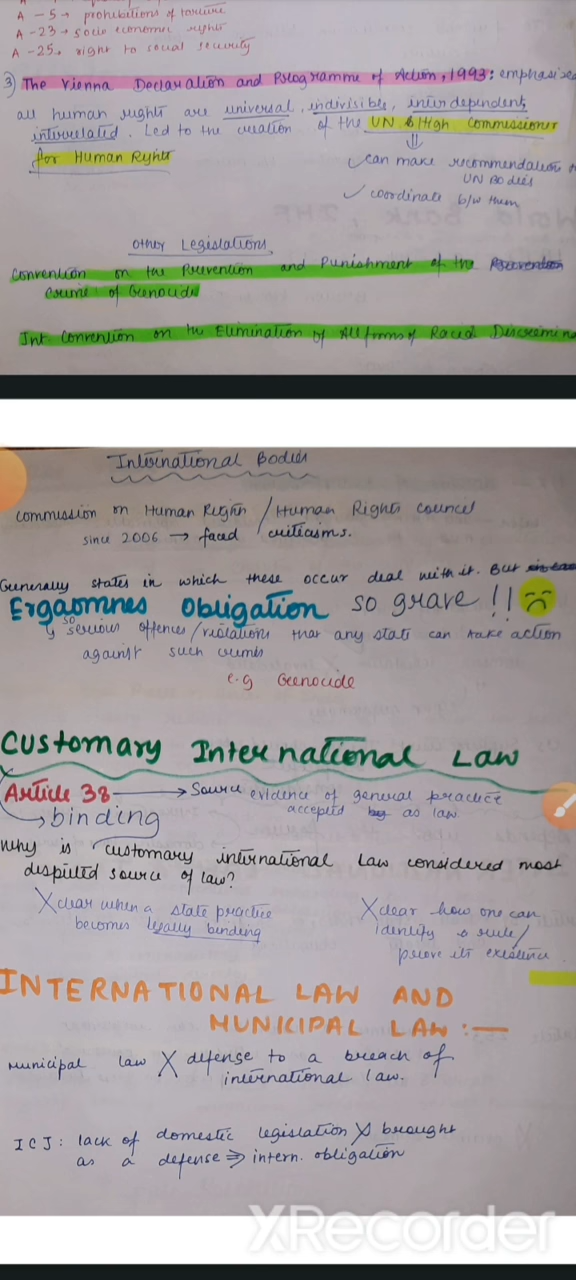 A - 5 → prohibitions of torture
A - 23 → socio economic rights
A - 25 → right to social security
3) The Vienna Declaration and Programme of Action, 1993: emphasized
all human rights are universal, indivisible, interdependent,
interrelated. Led to the creation of the UN High Commissioner
for Human Rights
⇓
✓ can make recommendation
UN Bodies
✓ coordinate b/w them
Other Legislations
Convention on the Prevention and Punishment of the
Crime of Genocide
Int. Convention on the Elimination of All forms of Racial Discrimina
International Bodies
Commission on Human Rights / Human Rights Council
since 2006 → faced criticisms.
Generally states in which these occur deal with it. But
Ergaomnes Obligation so grave !!
↳ so serious offences / violations that any state can take action
against such crimes
e.g Genocide
Customary International Law
Article 38 → Source evidence of general practice
accepted as law
↳ binding
Why is customary international law considered most
disputed source of law?
X clear when a state practice
becomes legally binding
X clear how one can
identify a rule /
prove its existence
INTERNATIONAL LAW AND
MUNICIPAL LAW :—
Municipal law X defense to a breach of
international law.
ICJ : lack of domestic legislation X brought
as a defense ⇒ intern. obligation
XRecorder